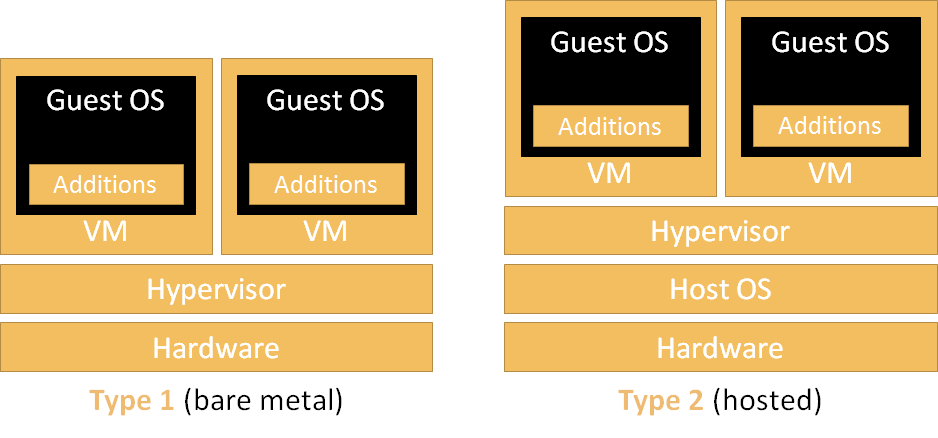 Guest OS
Additions
VM
Guest OS
Additions
VM
Hypervisor
Hardware
Type 1 (bare metal)
Guest OS
Additions
VM
Guest OS
Additions
VM
Hypervisor
Host OS
Hardware
Type 2 (hosted)